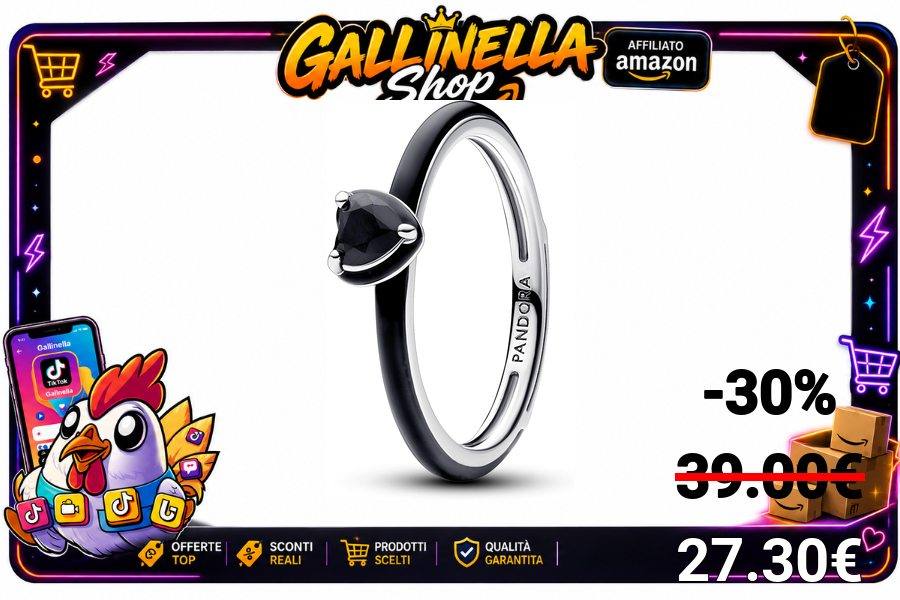 GALLINELLA
Shop
AFFILIATO
amazon
PANDORA
Gallinella
TikTok
Gallinella
-30%
39.00€
27.30€
OFFERTE
TOP
SCONTI
REALI
PRODOTTI
SCELTI
QUALITÀ
GARANTITA